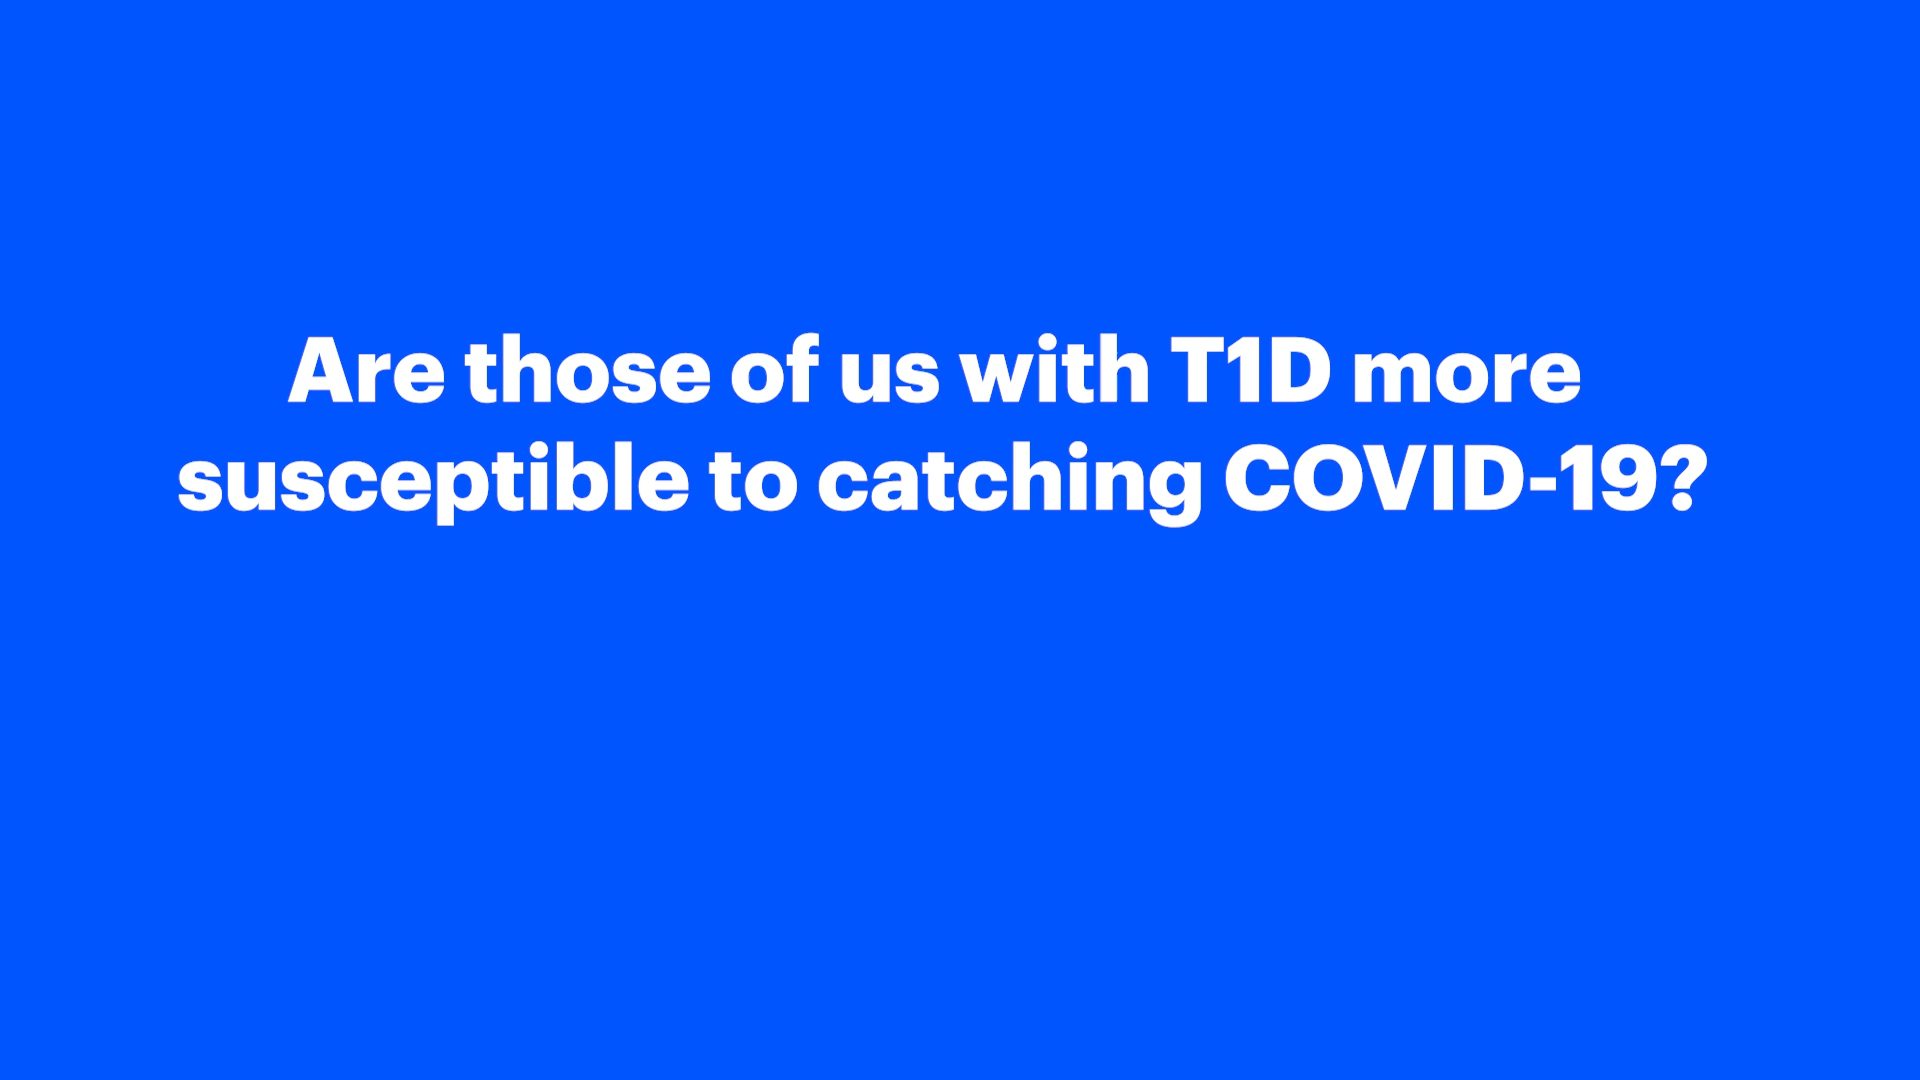 Are those of us with T1D more
susceptible to catching COVID-19?